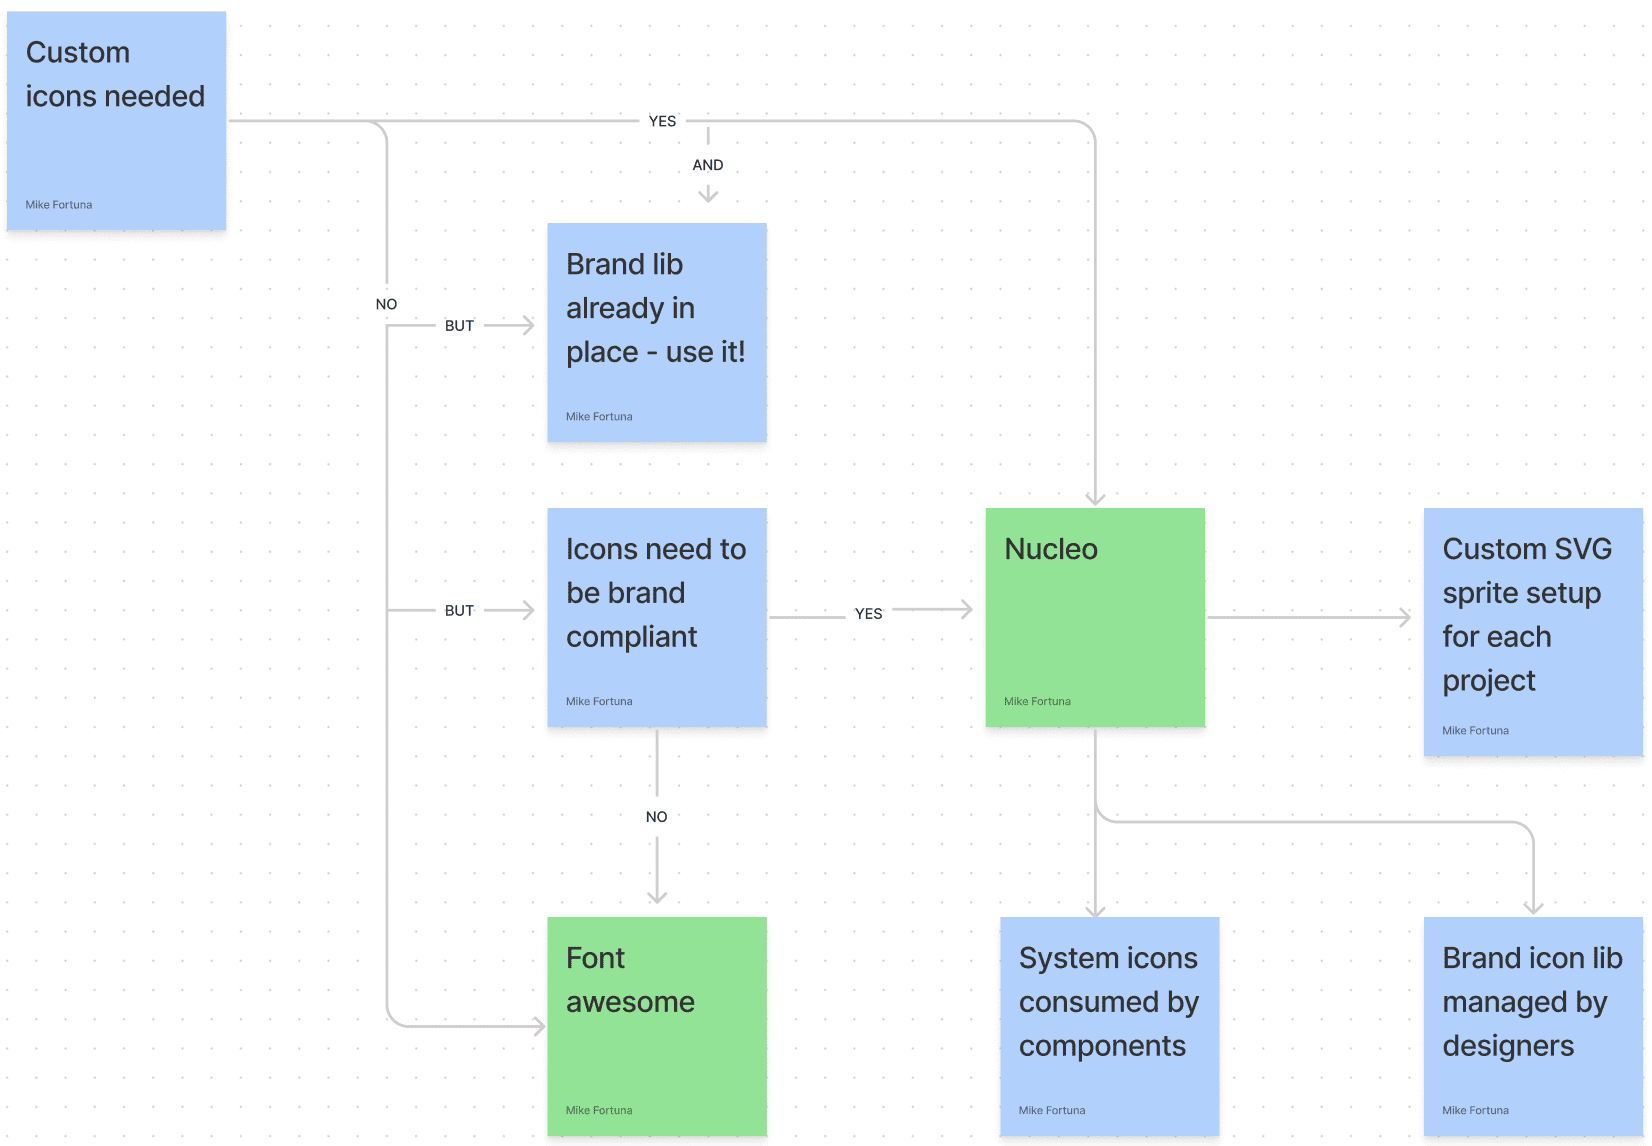 Custom
icons needed
Mike Fortuna
YES
AND
Brand lib
already in
place - use it!
Mike Fortuna
NO
BUT
BUT
Icons need to
be brand
compliant
Mike Fortuna
YES
Nucleo
Mike Fortuna
Custom SVG
sprite setup
for each
project
Mike Fortuna
NO
Font
awesome
Mike Fortuna
System icons
consumed by
components
Mike Fortuna
Brand icon lib
managed by
designers
Mike Fortuna